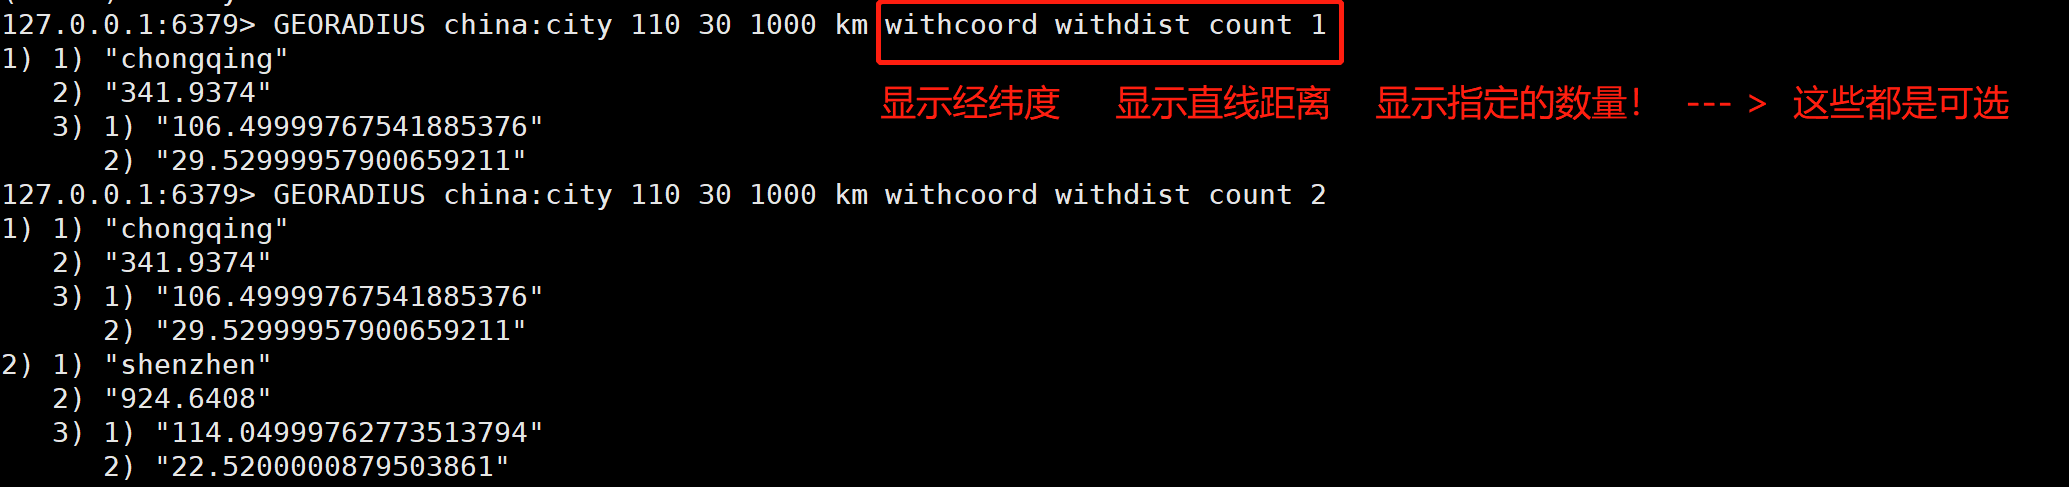 127.0.0.1:6379> GEORADIUS china:city 110 30 1000 km withcoord withdist count 1
1) 1) "chongqing"
   2) "341.9374"
显示经纬度 显示直线距离 显示指定的数量！ --- > 这些都是可选
   3) 1) "106.49999767541885376"
      2) "29.52999957900659211"
127.0.0.1:6379> GEORADIUS china:city 110 30 1000 km withcoord withdist count 2
1) 1) "chongqing"
   2) "341.9374"
   3) 1) "106.49999767541885376"
      2) "29.52999957900659211"
2) 1) "shenzhen"
   2) "924.6408"
   3) 1) "114.04999762773513794"
      2) "22.5200000879503861"